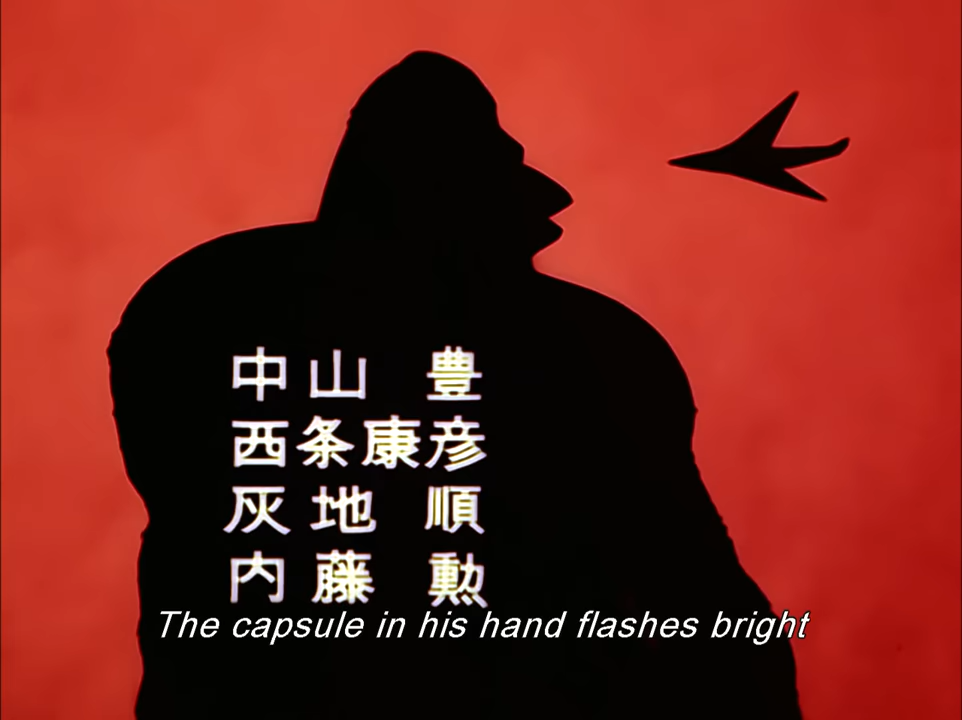 中山 豊
西条康彦
灰地 順
内藤 勲
The capsule in his hand flashes bright